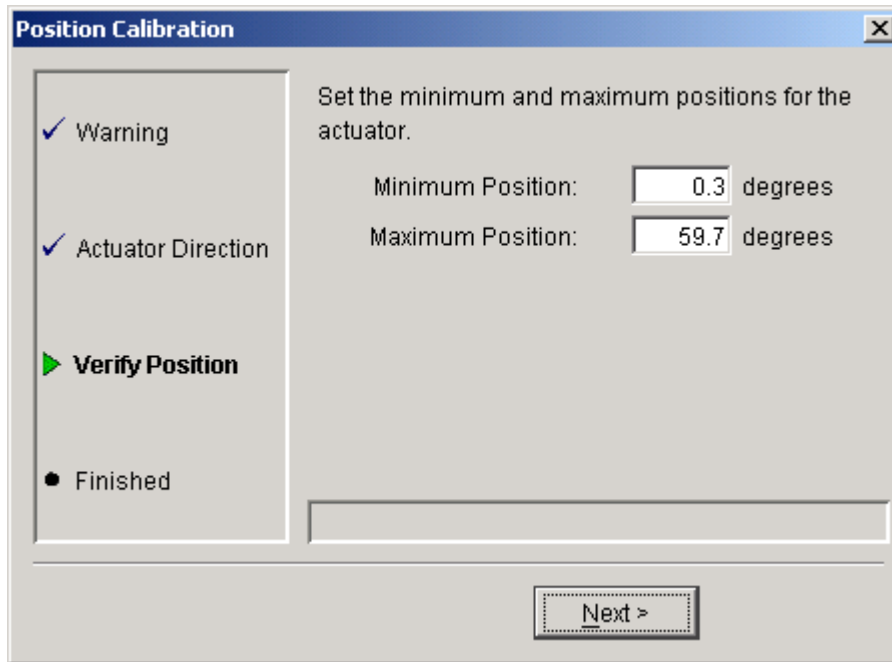 Position Calibration
Warning
Actuator Direction
Verify Position
Finished
Set the minimum and maximum positions for the
actuator.
Minimum Position: 0.3 degrees
Maximum Position: 59.7 degrees
Next >